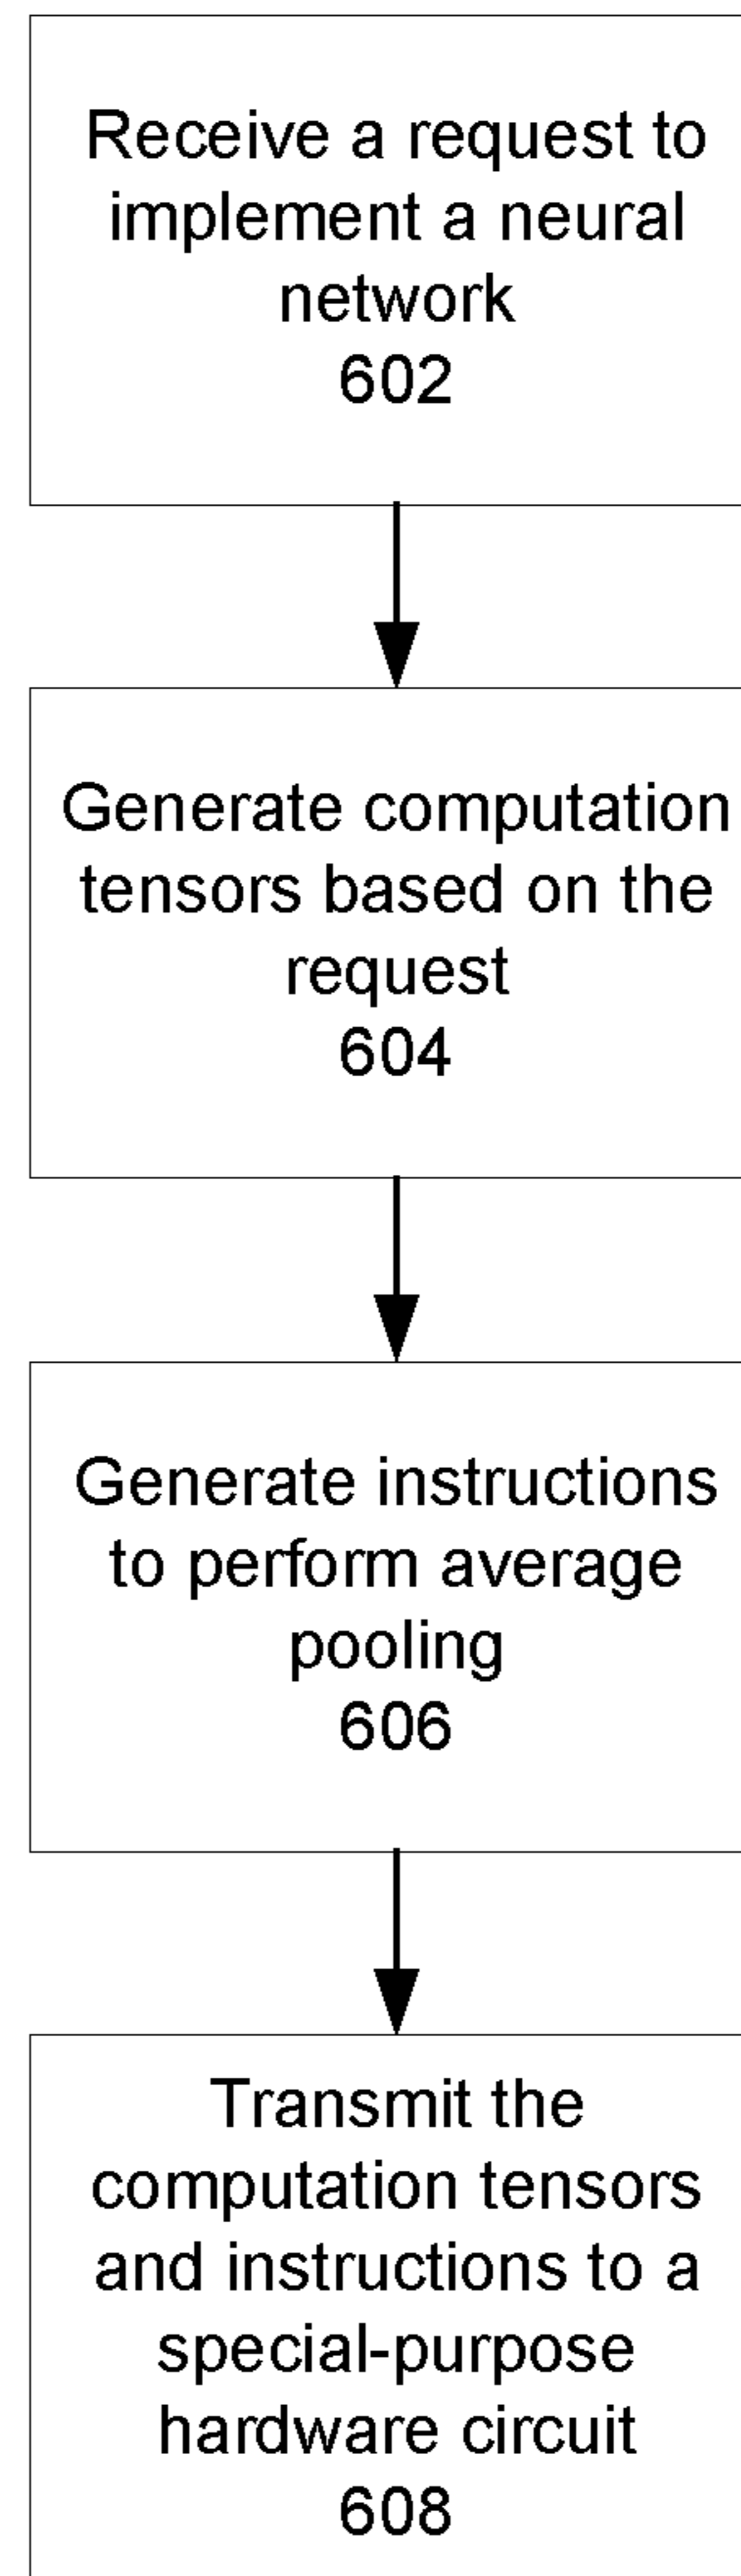 Receive a request to
implement a neural
network
602
Generate computation
tensors based on the
request
604
Generate instructions
to perform average
pooling
606
Transmit the
computation tensors
and instructions to a
special-purpose
hardware circuit
608